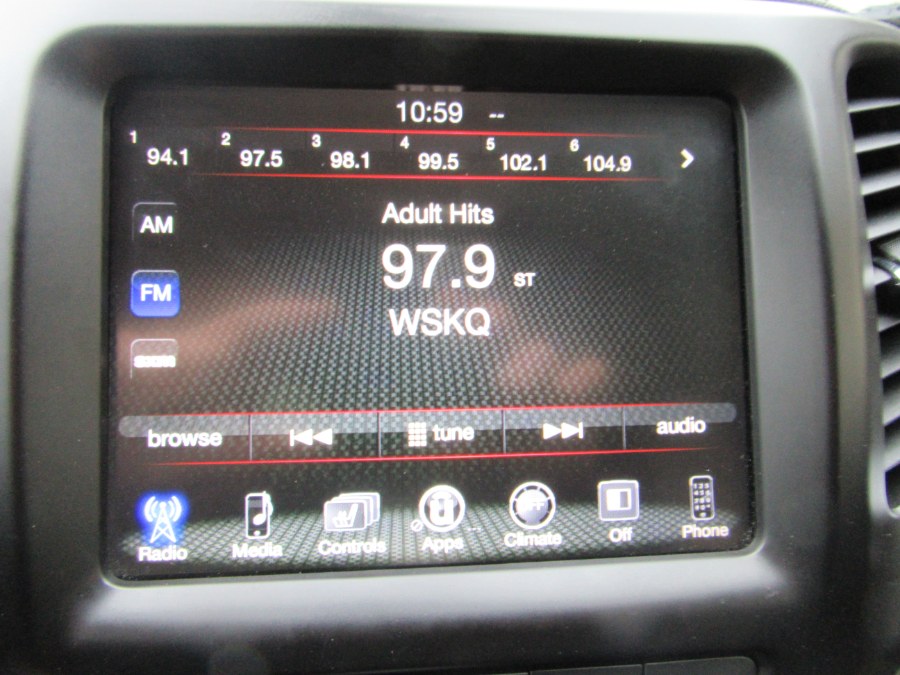 10:59 --
1 94.1 2 97.5 3 98.1 4 99.5 5 102.1 6 104.9
Adult Hits
AM
97.9 ST
FM
WSKQ
browse tune audio
OFF
Radio Media Controls Apps Climate Off Phone